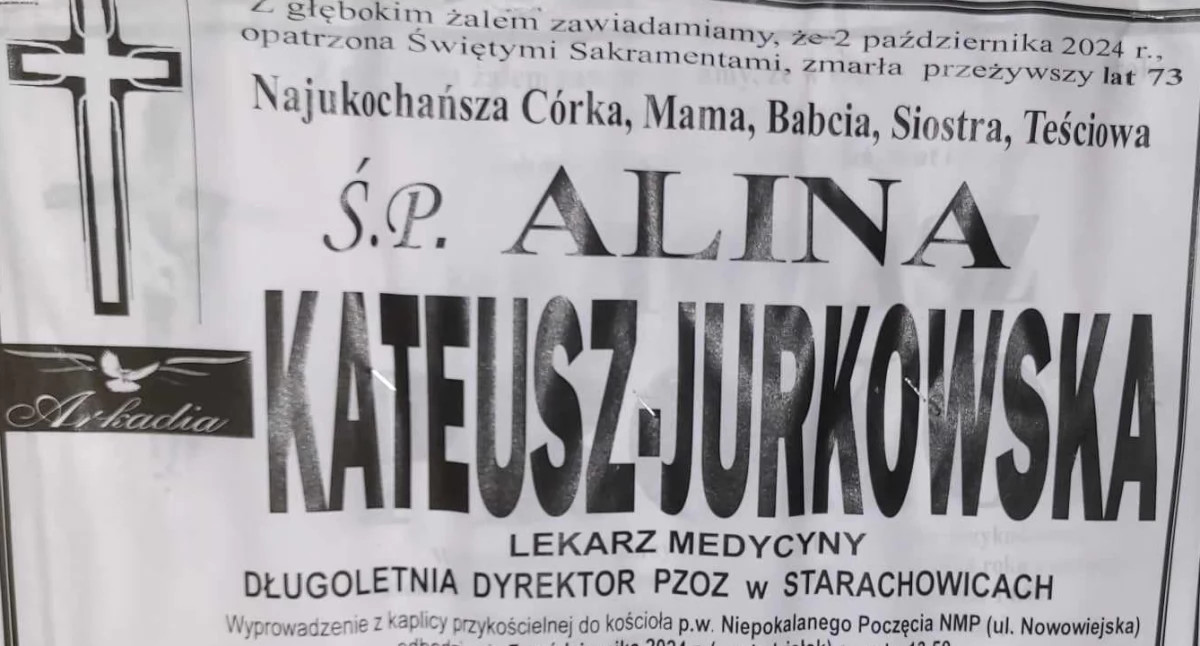 Z głębokim żalem zawiadamiamy, że 2 października 2024 r.,
opatrzona Świętymi Sakramentami, zmarła przeżywszy lat 73
Najukochańsza Córka, Mama, Babcia, Siostra, Teściowa
Ś.P. ALINA
KATEUSZ-JURKOWSKA
Arkadia
LEKARZ MEDYCYNY
DŁUGOLETNIA DYREKTOR PZOZ w STARACHOWICACH
Wyprowadzenie z kaplicy przykościelnej do kościoła p.w. Niepokalanego Poczęcia NMP (ul. Nowowiejska)